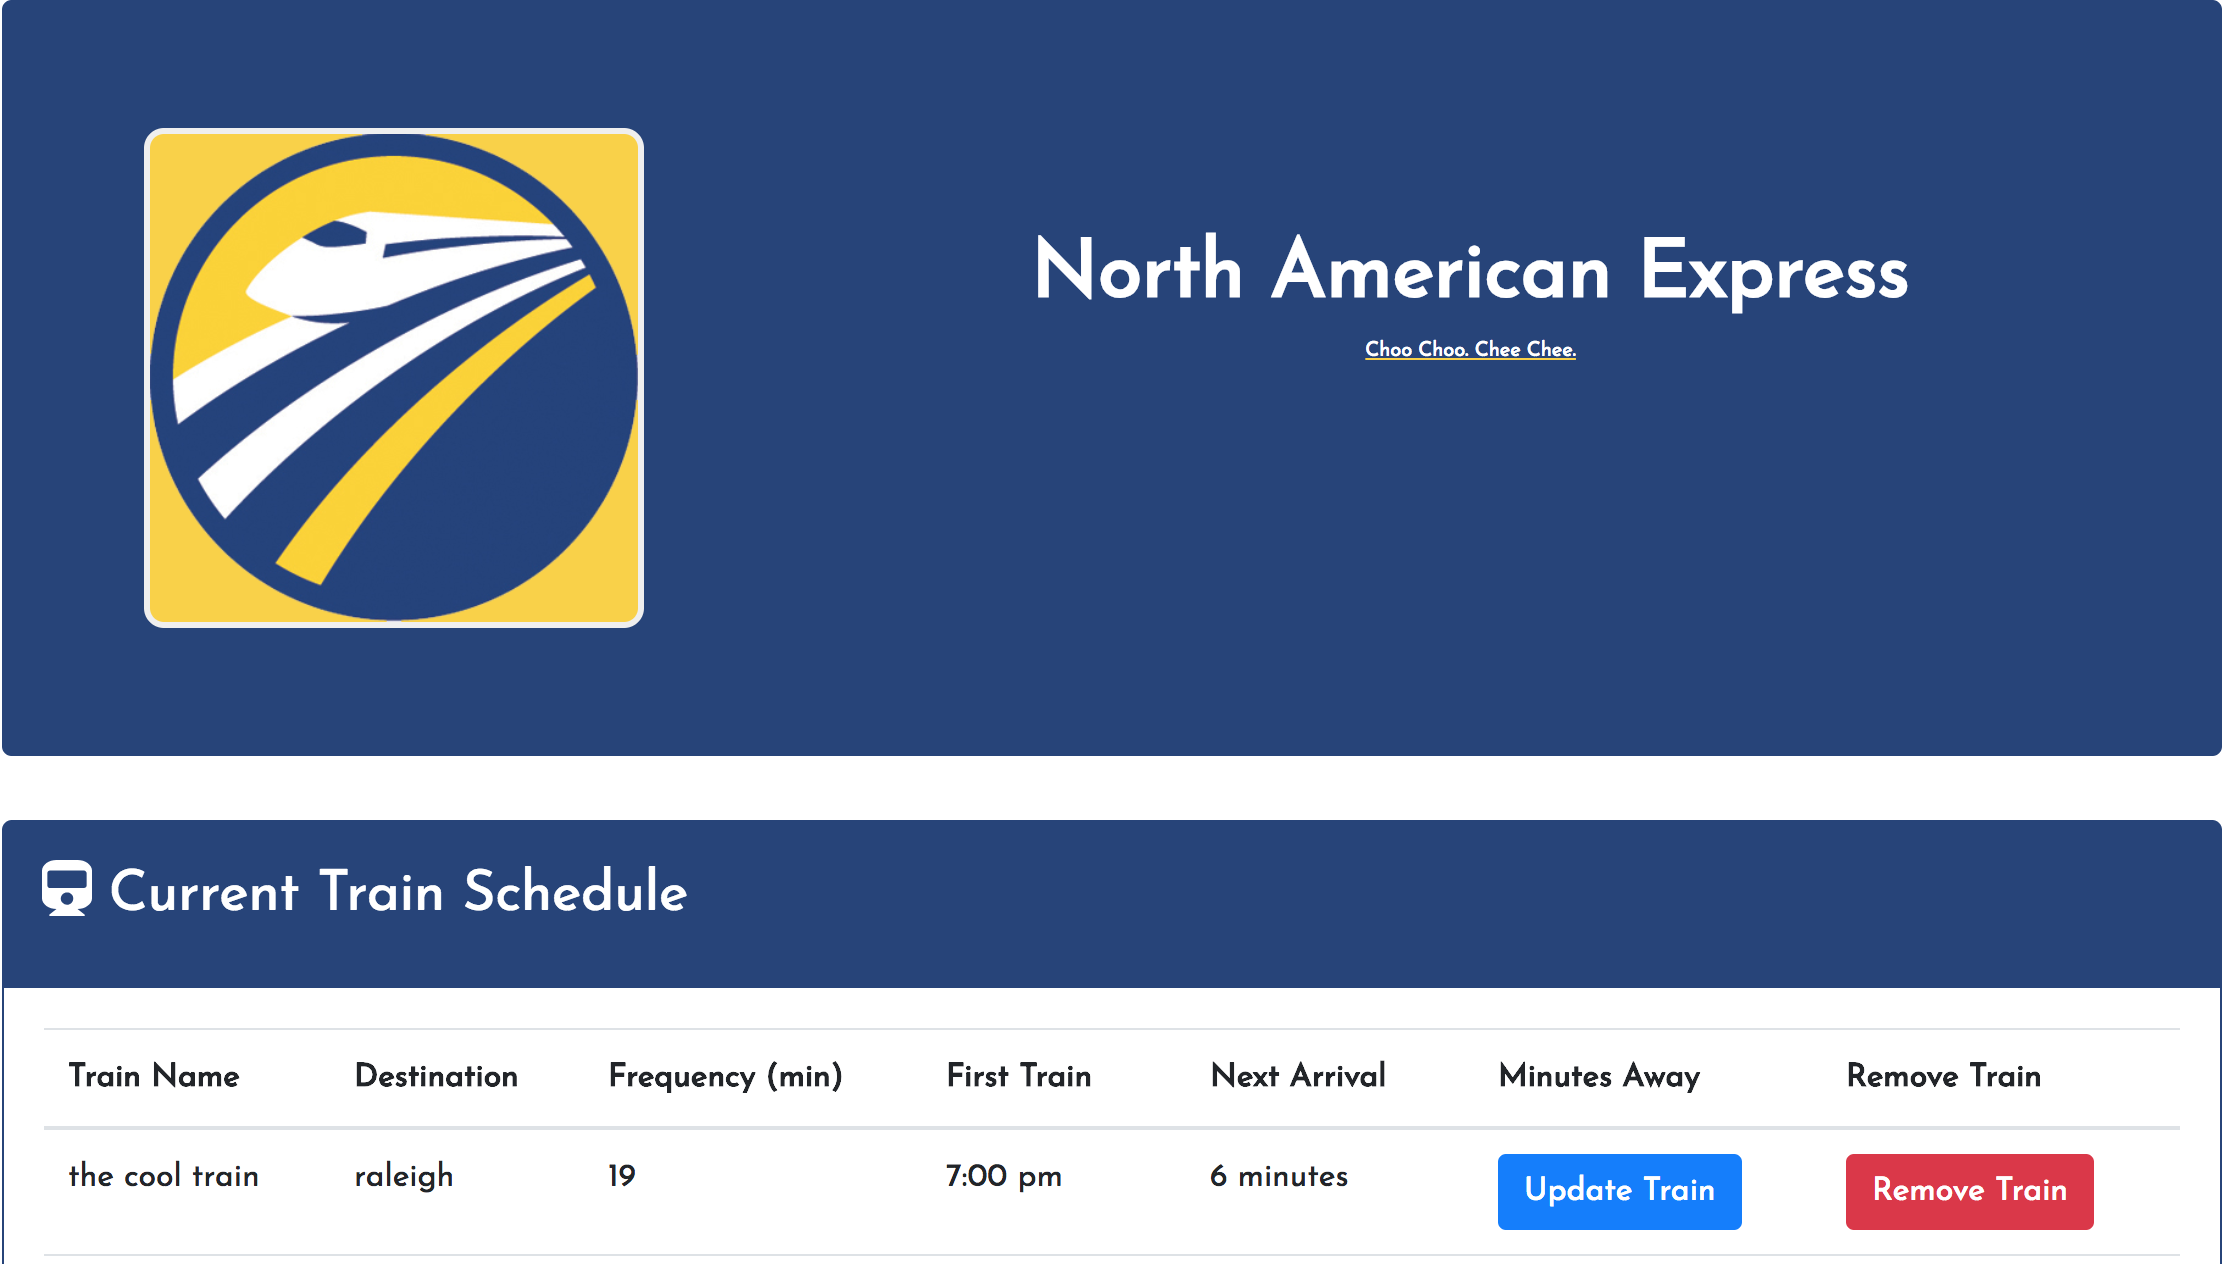 North American Express
Choo Choo. Chee Chee.
Current Train Schedule
Train Name Destination Frequency (min) First Train Next Arrival Minutes Away Remove Train
the cool train raleigh 19 7:00 pm 6 minutes Update Train Remove Train